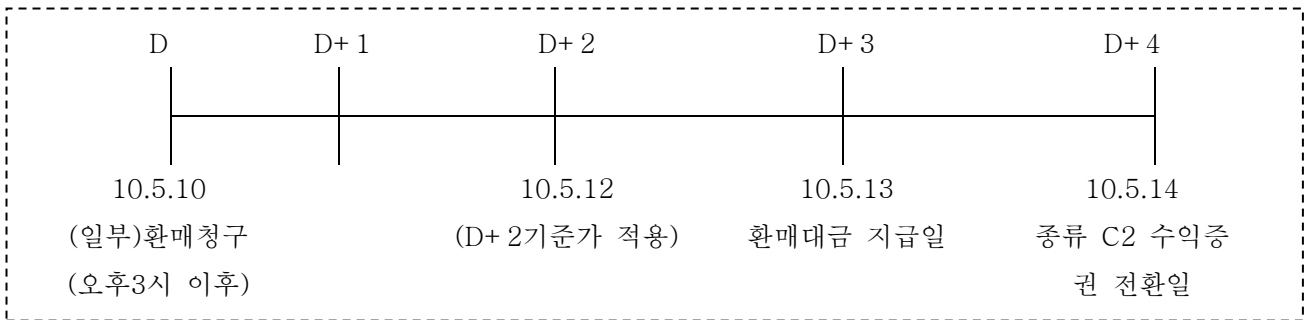 D D+1 D+2 D+3 D+4
10.5.10 10.5.12 10.5.13 10.5.14
(일부)환매청구 (D+2기준가 적용) 환매대금 지급일 종류 C2 수익증
(오후3시 이후) 권 전환일